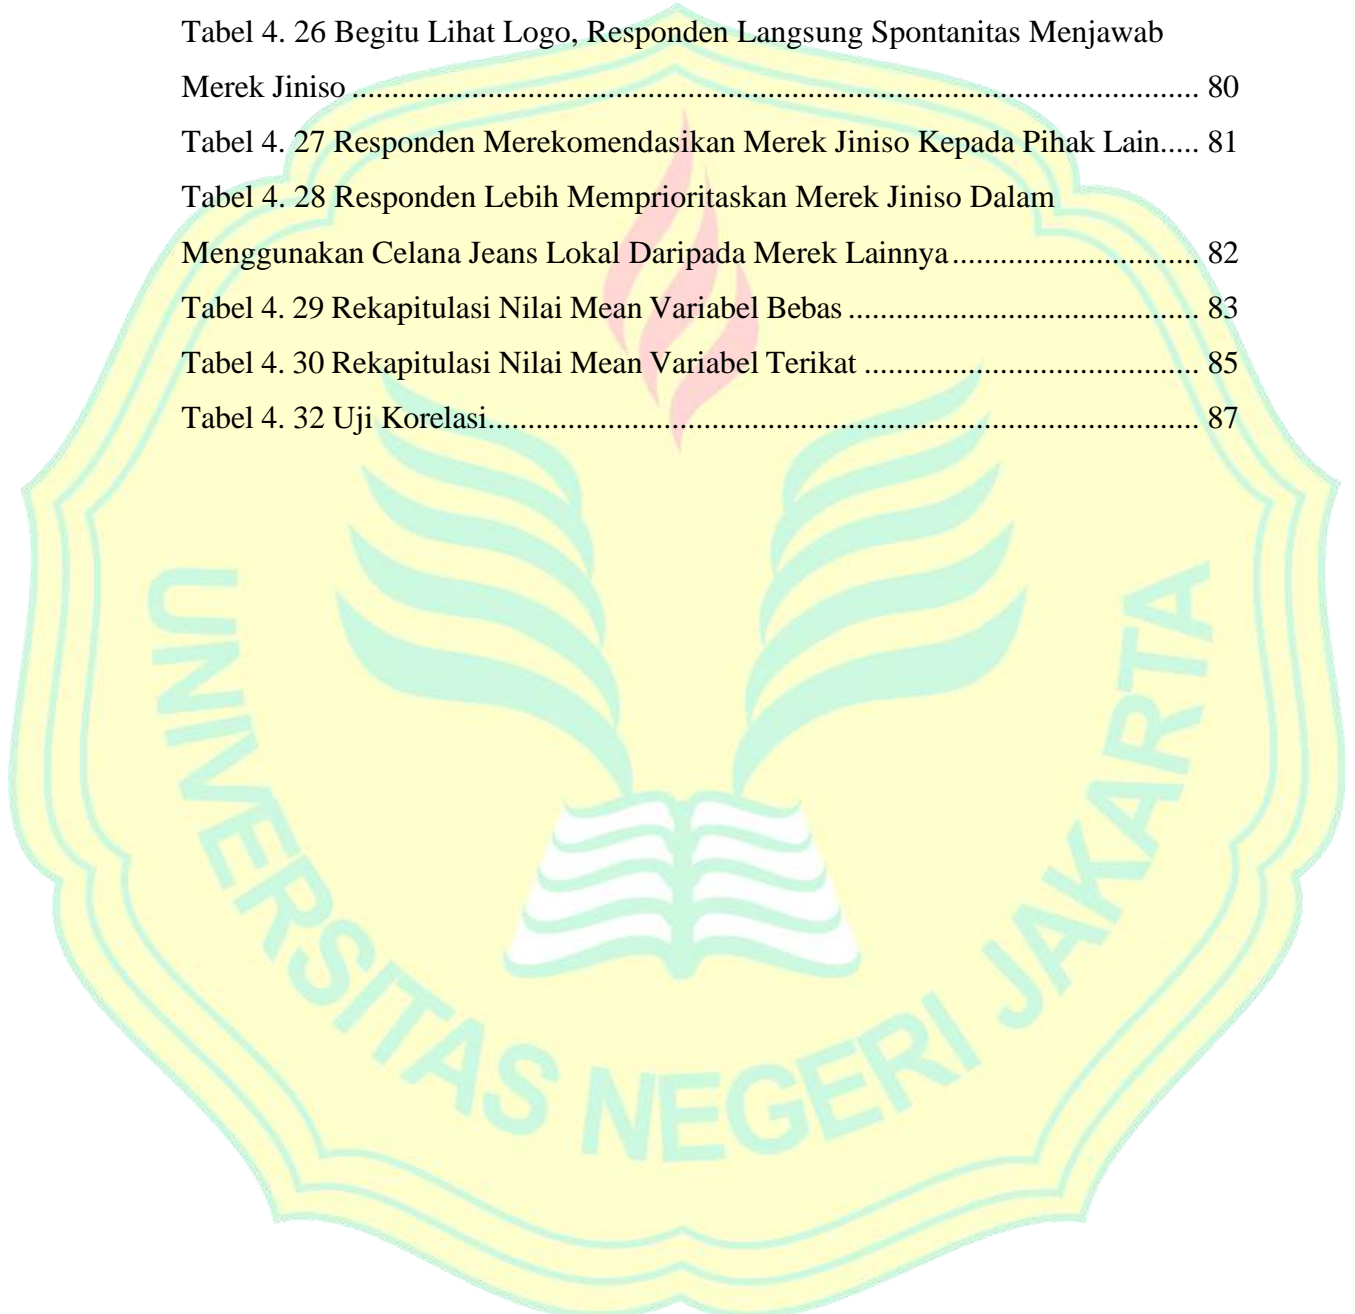 Tabel 4. 26 Begitu Lihat Logo, Responden Langsung Spontanitas Menjawab
Merek Jiniso .......................................................................................................... 80
Tabel 4. 27 Responden Merekomendasikan Merek Jiniso Kepada Pihak Lain..... 81
Tabel 4. 28 Responden Lebih Memprioritaskan Merek Jiniso Dalam
Menggunakan Celana Jeans Lokal Daripada Merek Lainnya............................... 82
Tabel 4. 29 Rekapitulasi Nilai Mean Variabel Bebas ............................................ 83
Tabel 4. 30 Rekapitulasi Nilai Mean Variabel Terikat .......................................... 85
Tabel 4. 32 Uji Korelasi......................................................................................... 87
UNIVERSITAS NEGERI JAKARTA